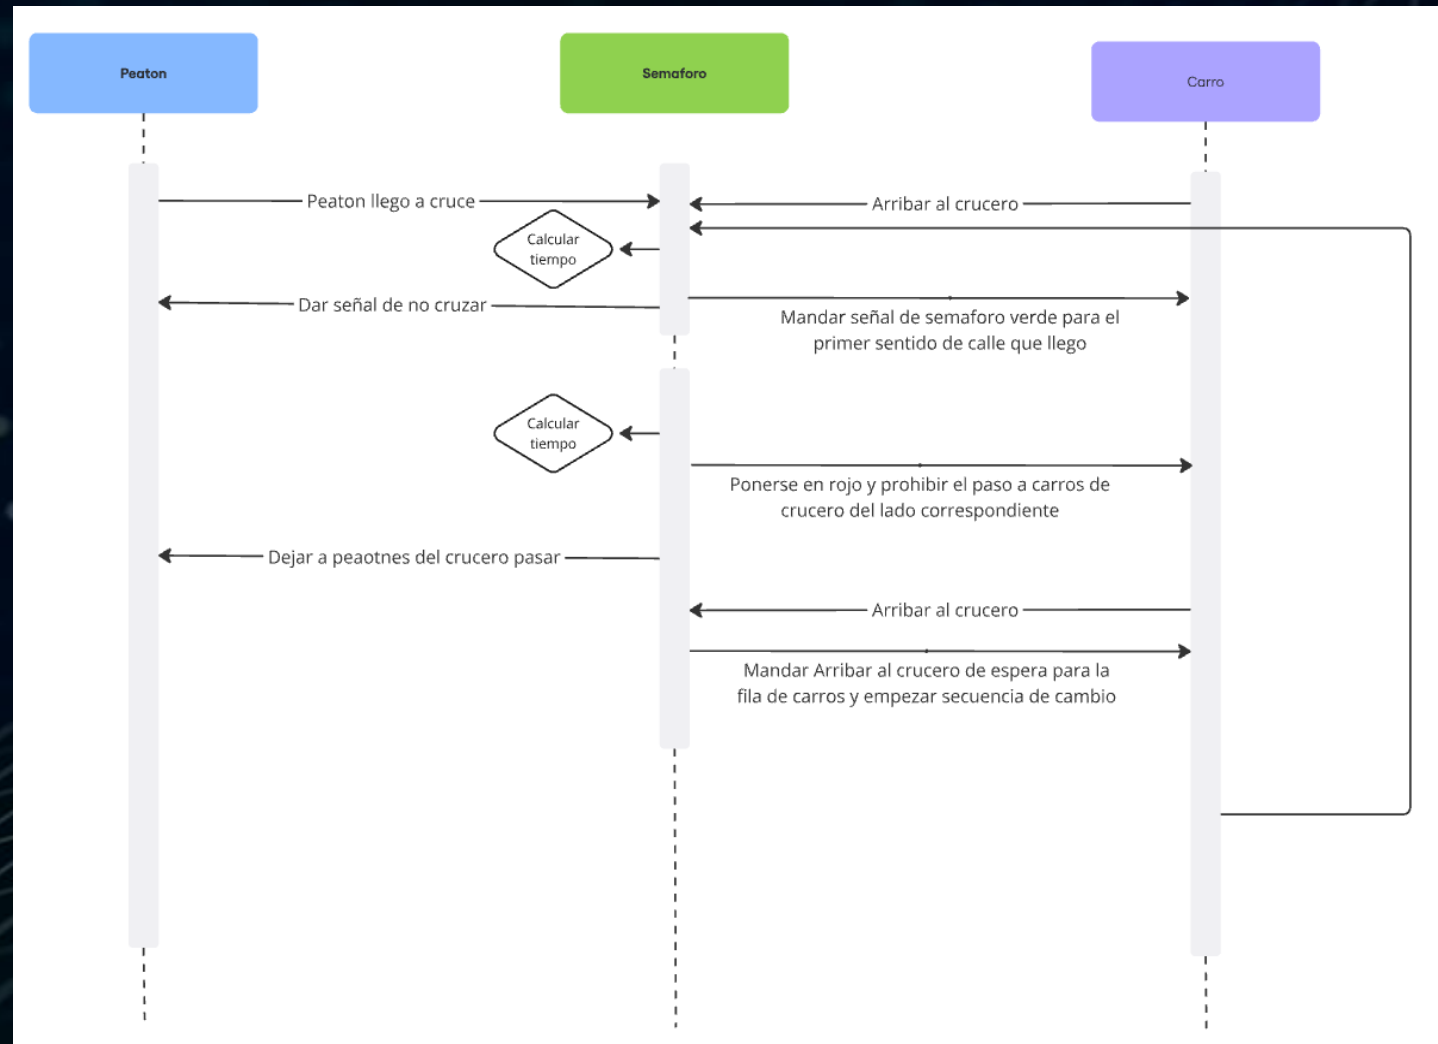 Peaton
Semaforo
Carro
Peaton llego a cruce
Arribar al crucero
Calcular
tiempo
Dar señal de no cruzar
Mandar señal de semaforo verde para el
primer sentido de calle que llego
Calcular
tiempo
Ponerse en rojo y prohibir el paso a carros de
crucero del lado correspondiente
Dejar a peaotnes del crucero pasar
Arribar al crucero
Mandar Arribar al crucero de espera para la
fila de carros y empezar secuencia de cambio